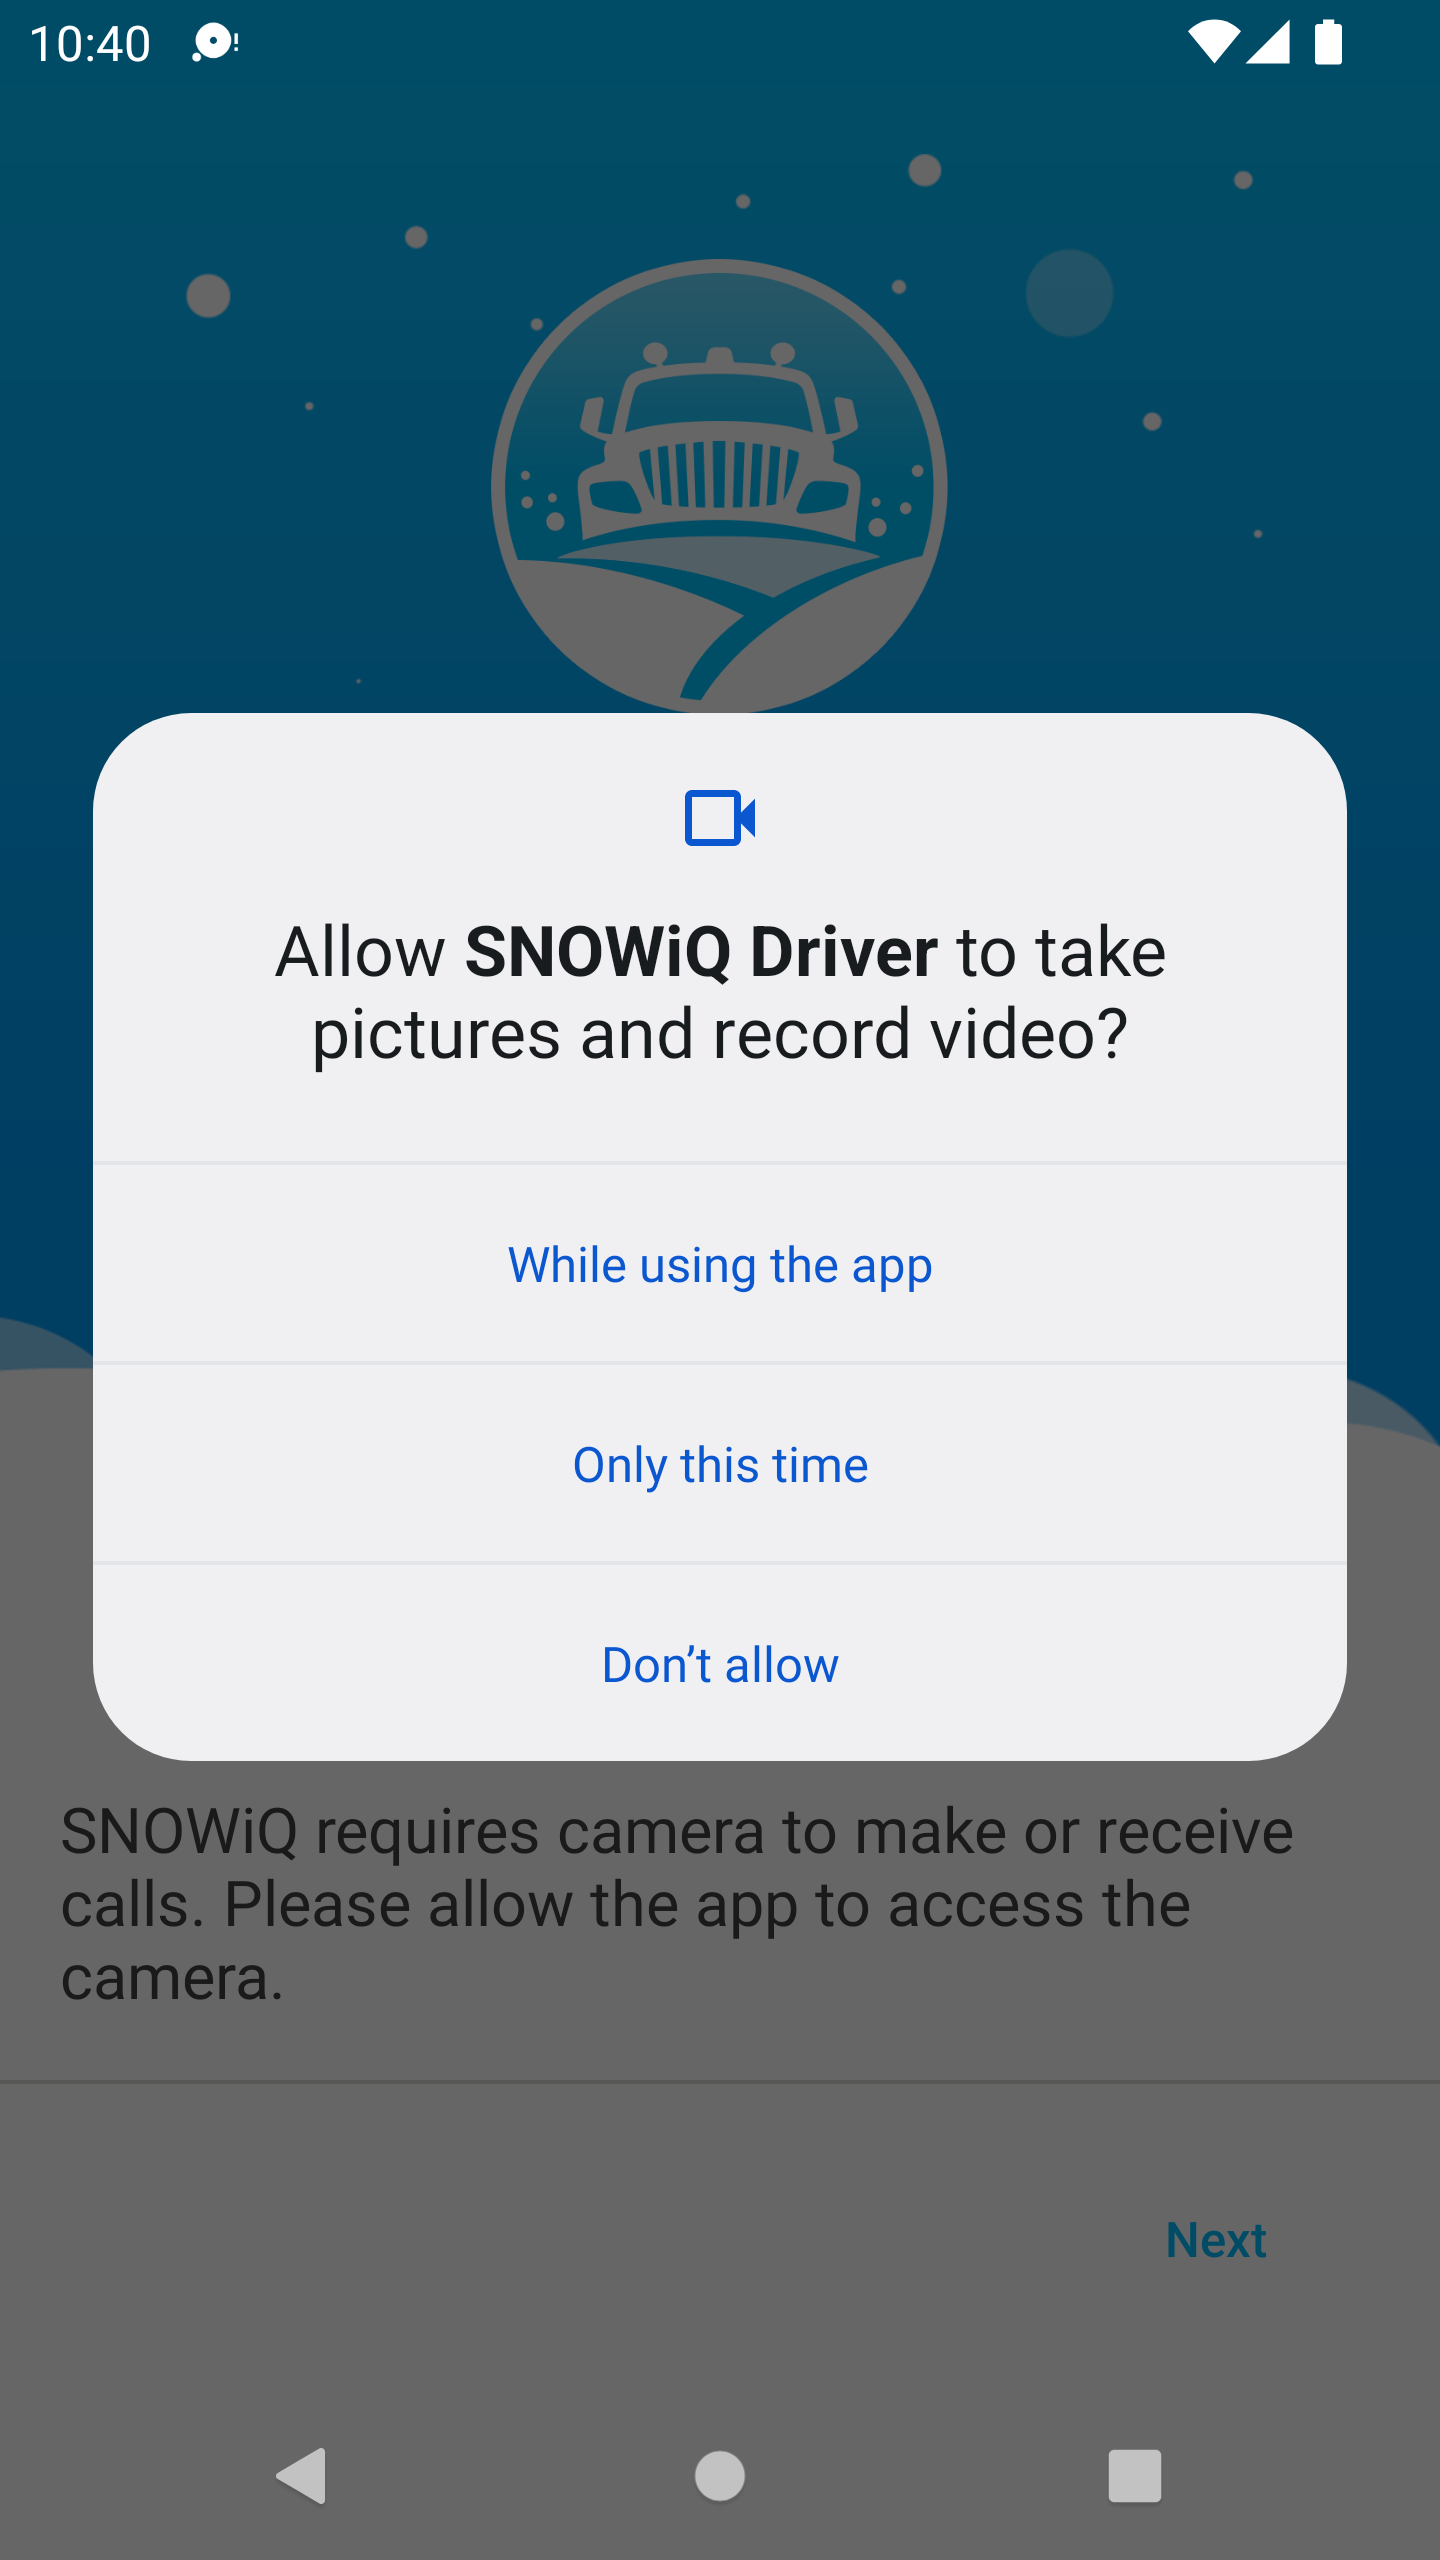 10:40
Allow SNOWiQ Driver to take
pictures and record video?
While using the app
Only this time
Don’t allow
SNOWiQ requires camera to make or receive
calls. Please allow the app to access the
camera.
Next